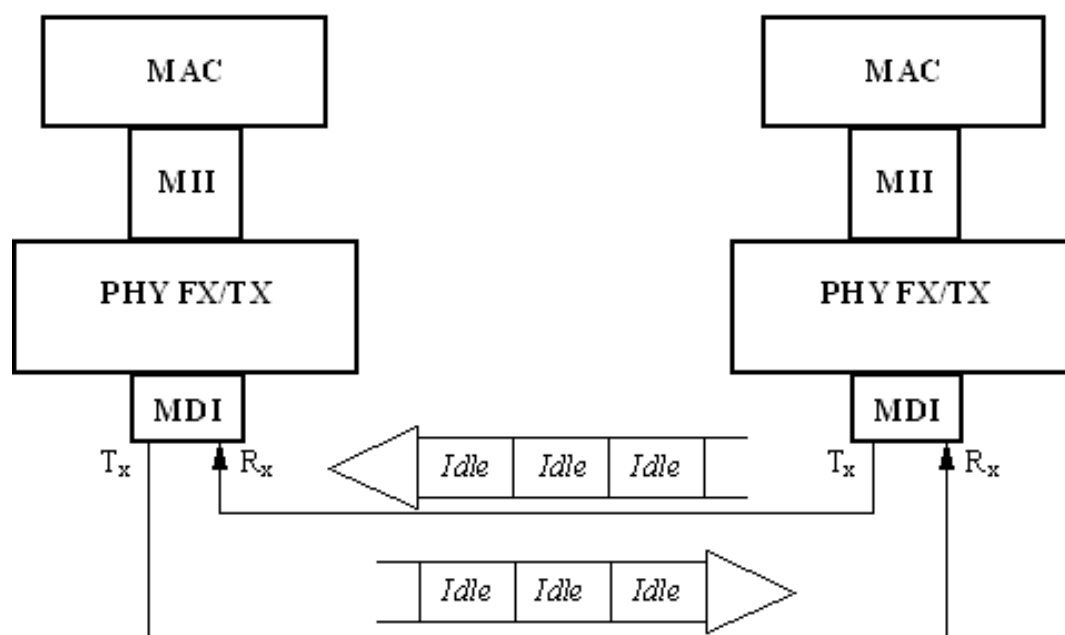 MAC MAC
MII MII
PHY FX/TX PHY FX/TX
MDI MDI
Tx Rx Idle Idle Idle Tx Rx
Idle Idle Idle